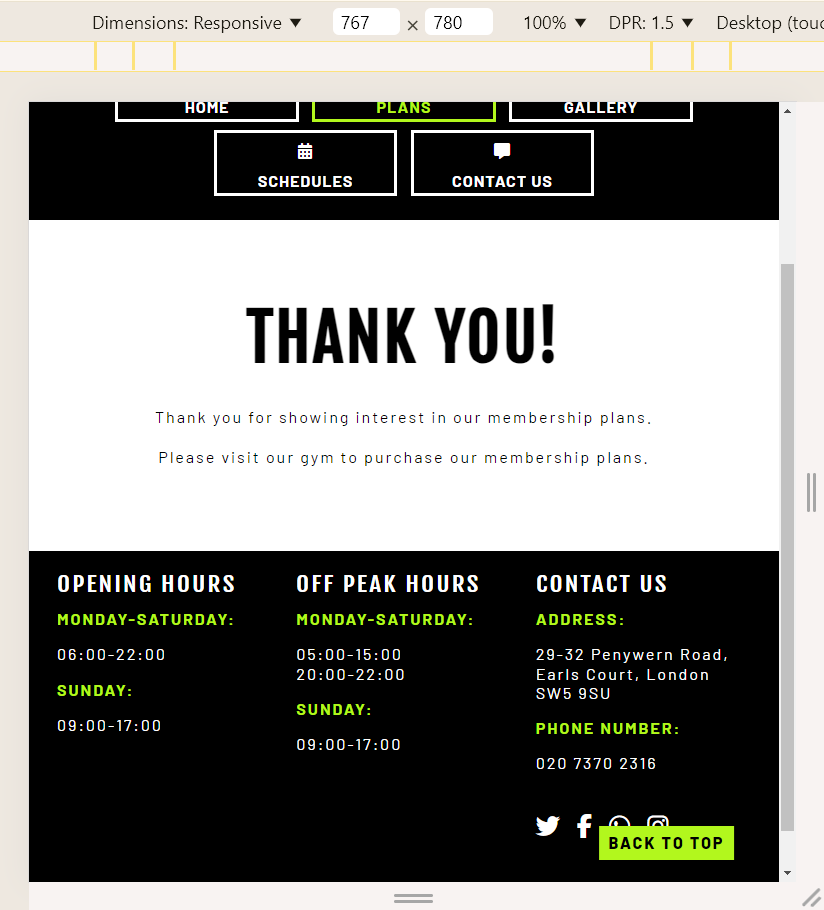 Dimensions: Responsive ▼ 767 × 780 100% ▼ DPR: 1.5 ▼ Desktop
HOME PLANS GALLERY
SCHEDULES CONTACT US
THANK YOU!
Thank you for showing interest in our membership plans.
Please visit our gym to purchase our membership plans.
OPENING HOURS
MONDAY-SATURDAY:
06:00-22:00
SUNDAY:
09:00-17:00
OFF PEAK HOURS
MONDAY-SATURDAY:
05:00-15:00
20:00-22:00
SUNDAY:
09:00-17:00
CONTACT US
ADDRESS:
29-32 Penywern Road,
Earls Court, London
SW5 9SU
PHONE NUMBER:
020 7370 2316
BACK TO TOP